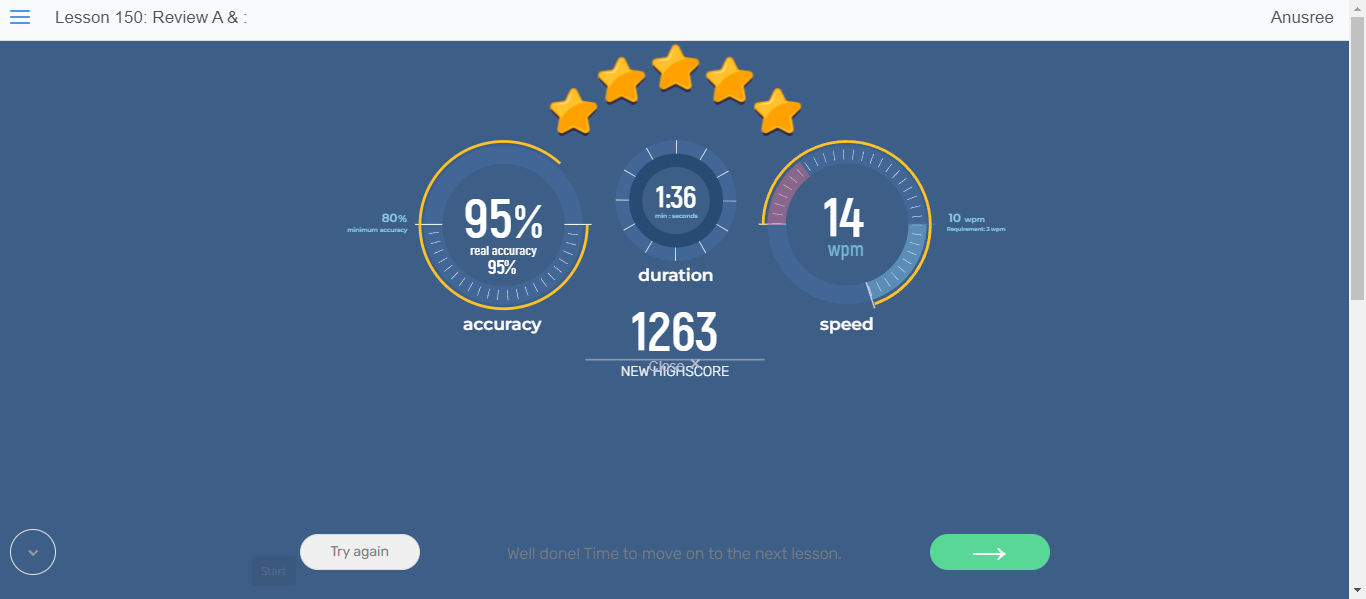 Lesson 150: Review A & :
Anusree
95%
real accuracy
95%
80%
minimum accuracy
accuracy
1:36
min : seconds
duration
14
wpm
10 wpm
Requirement: 3 wpm
speed
1263
Close ×
NEW HIGHSCORE
Start
Try again
Well done! Time to move on to the next lesson.